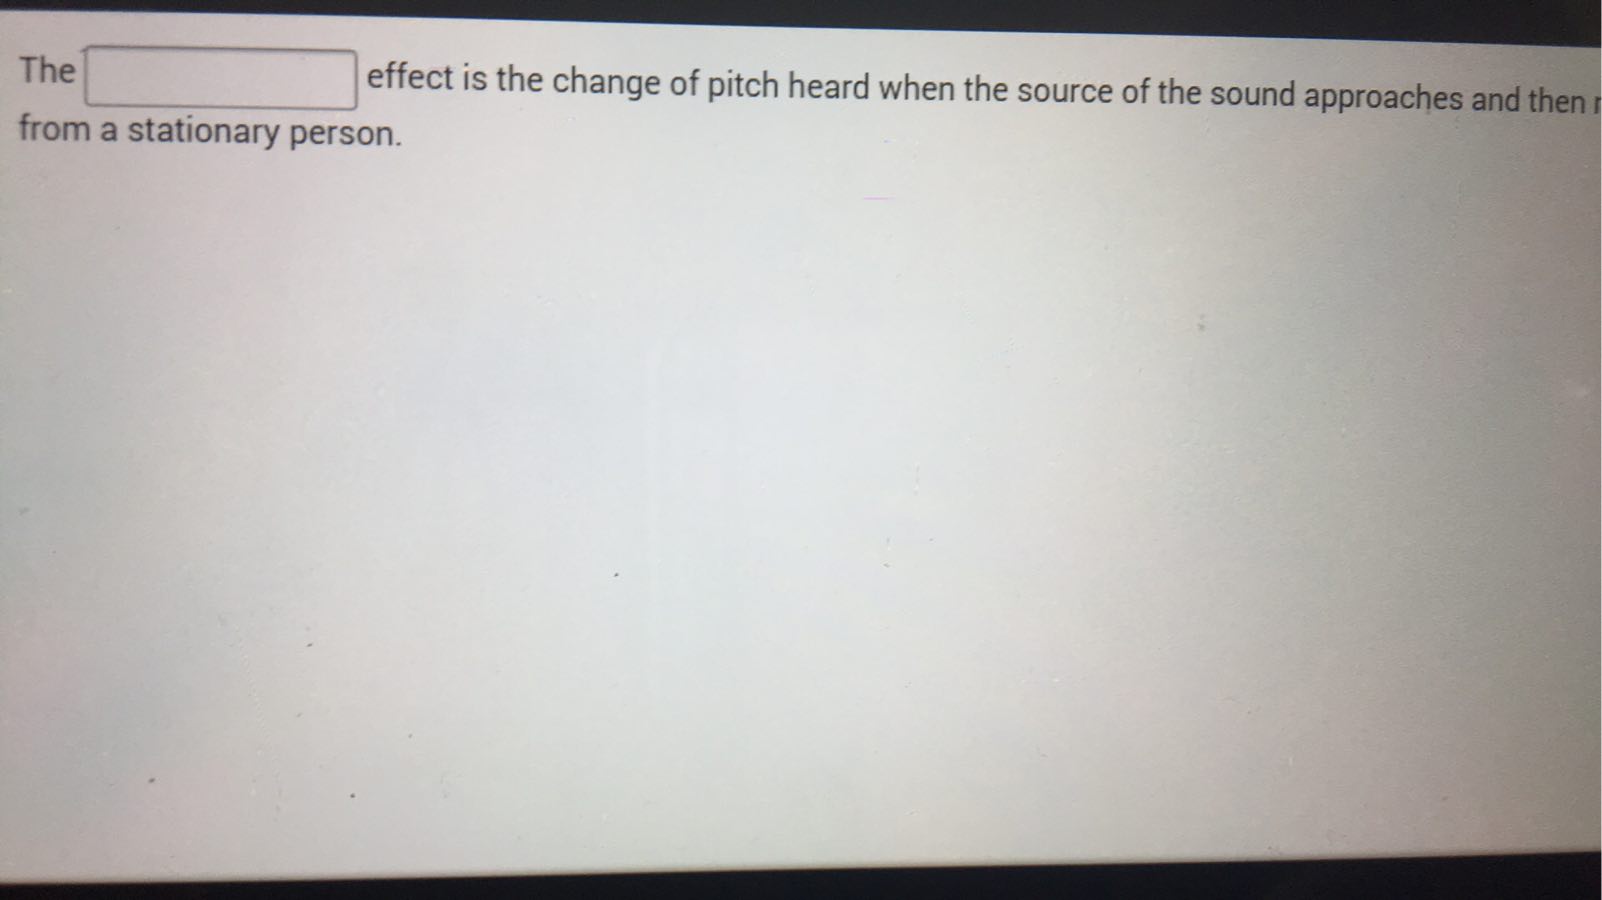 The effect is the change of pitch heard when the source of the sound approaches and then
from a stationary person.